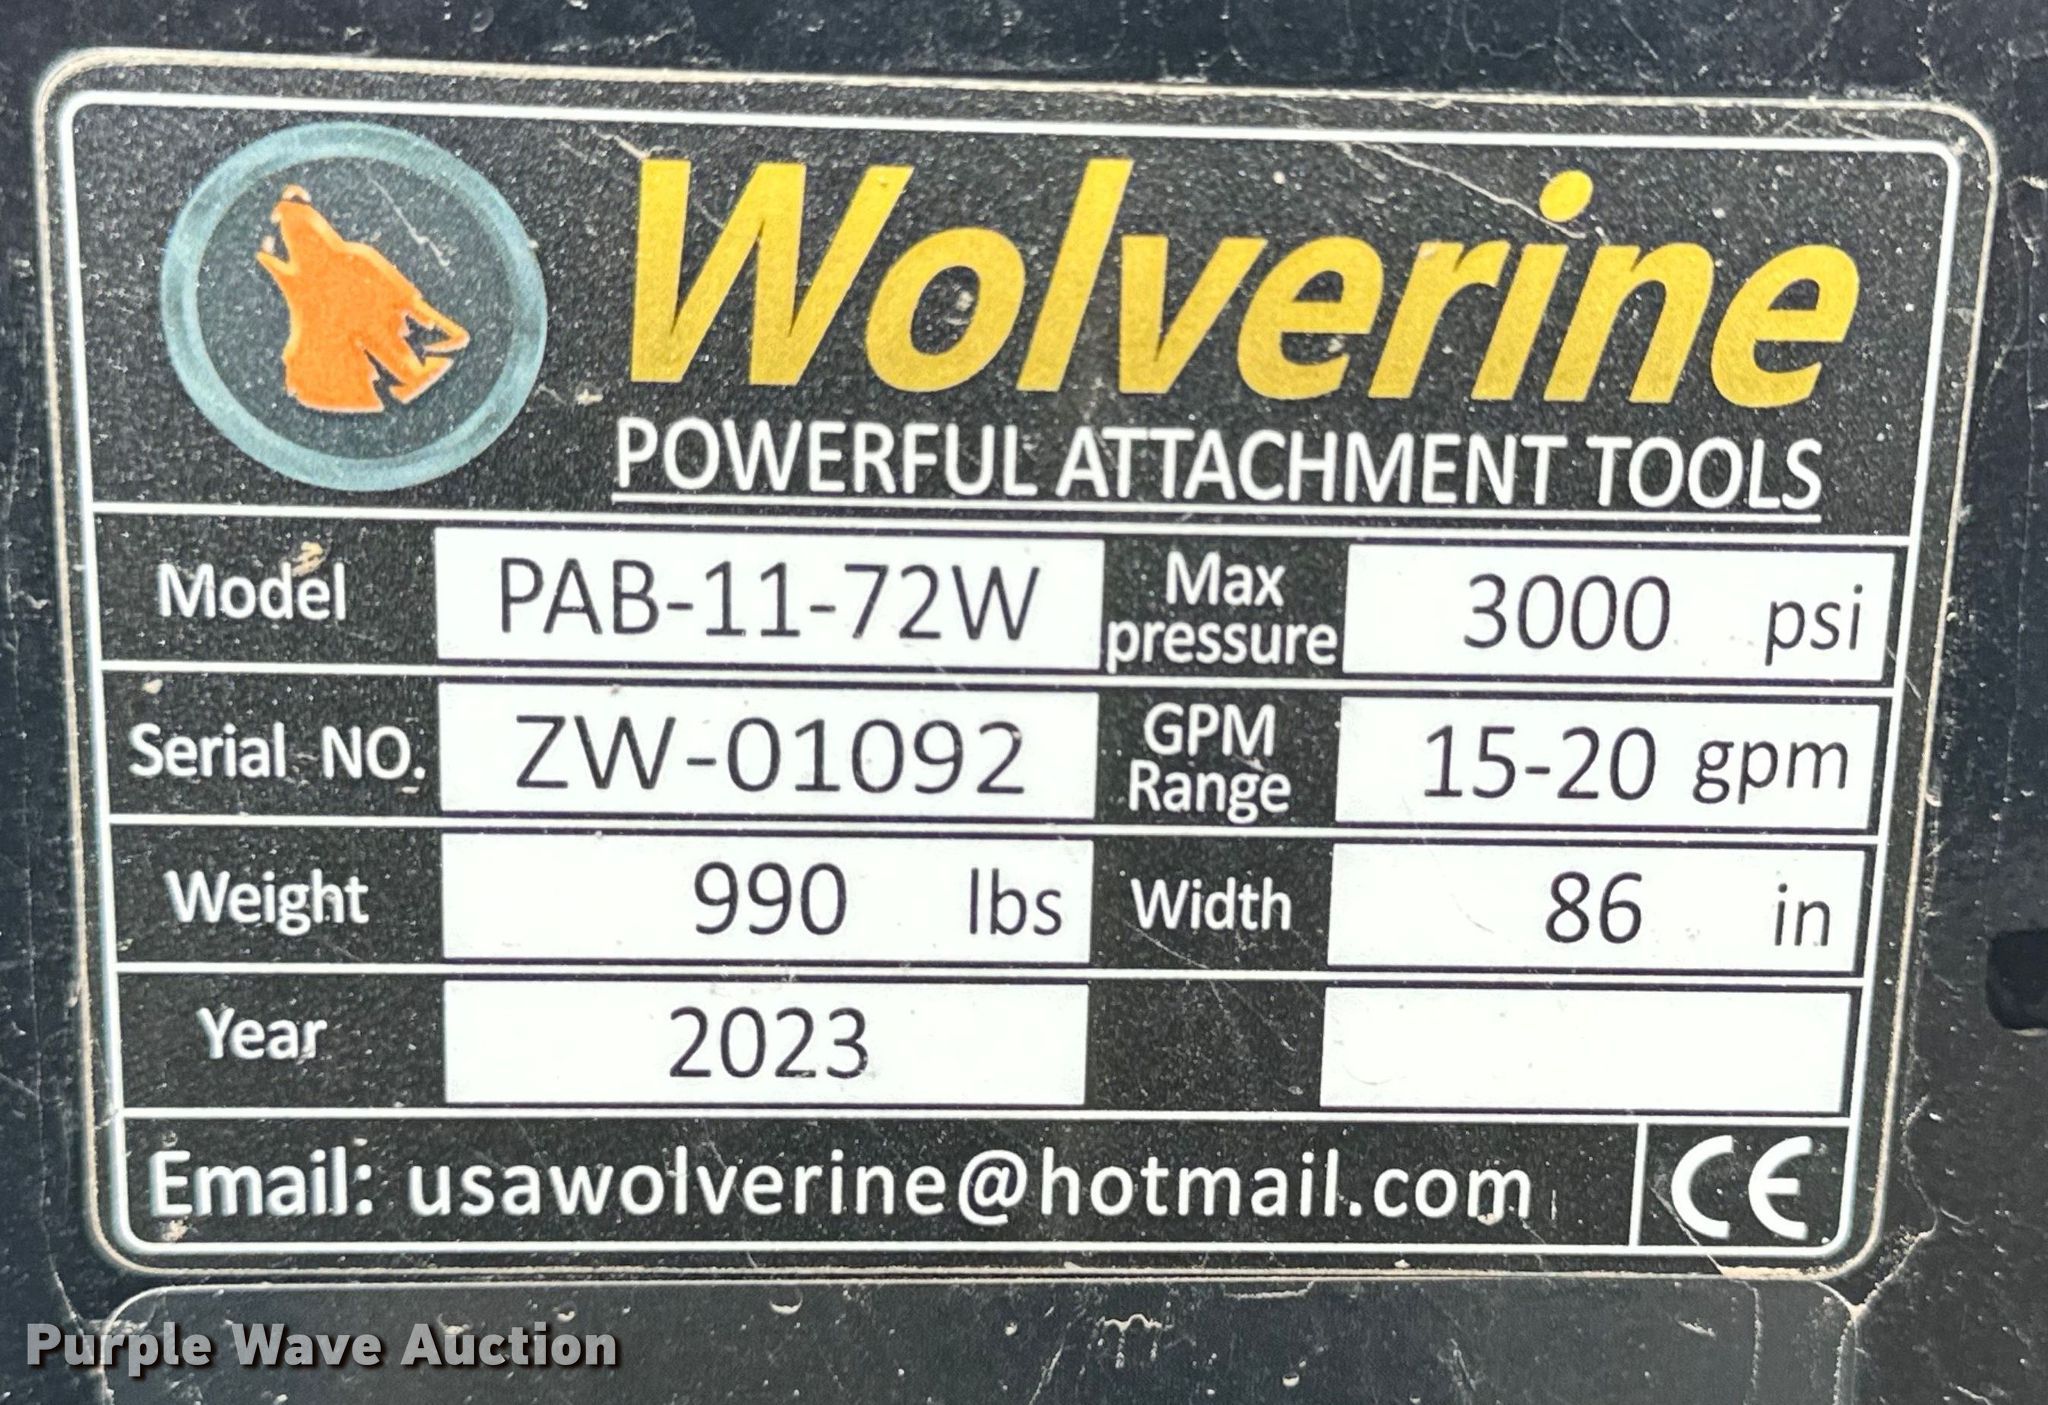 Wolverine
POWERFUL ATTACHMENT TOOLS
Model PAB-11-72W Max pressure 3000 psi
Serial NO. ZW-01092 GPM Range 15-20 gpm
Weight 990 lbs Width 86 in
Year 2023
Email: usawolverine@hotmail.com CE
Purple Wave Auction